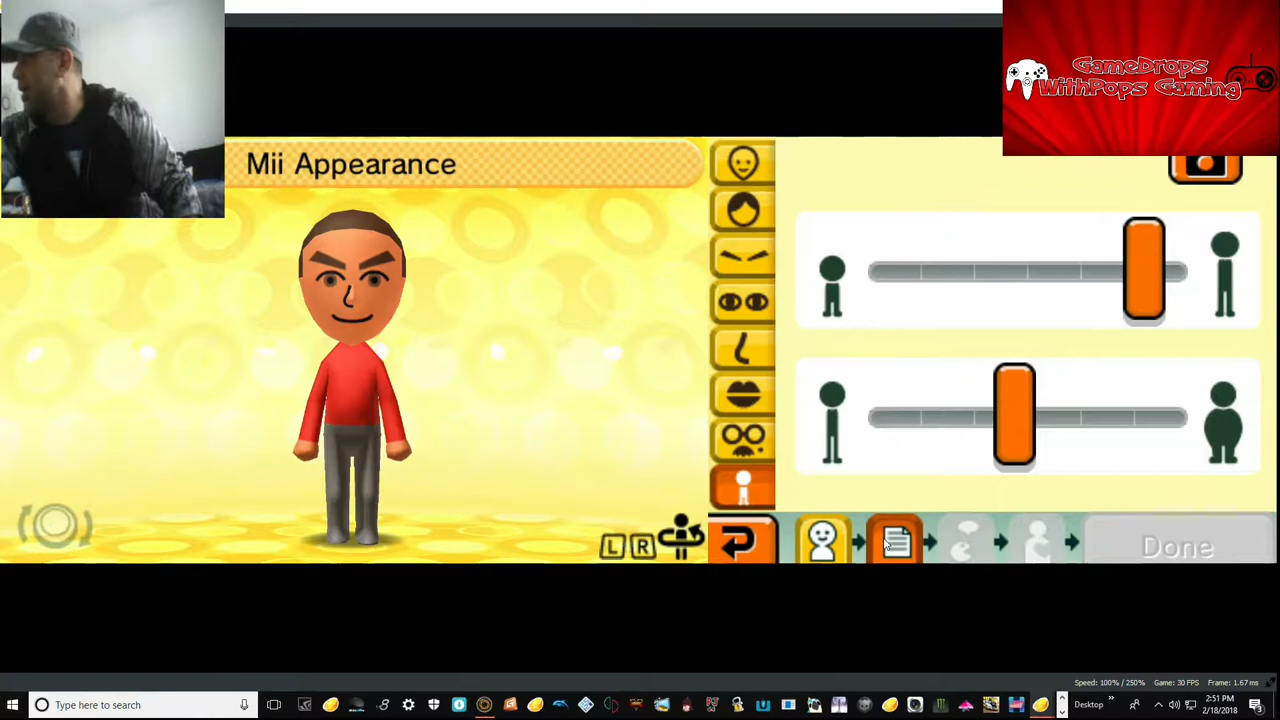 GameDrops
WithPops Gaming
Mii Appearance
L R
Done
Speed: 100% / 250% Game: 30 FPS Frame: 1.67 ms
Type here to search
Desktop
2:51 PM
2/18/2018